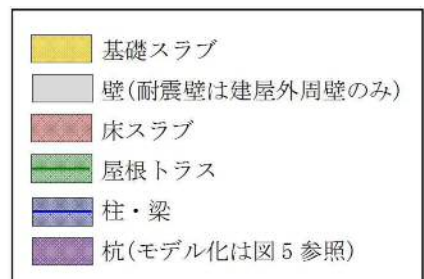 基礎スラブ
壁(耐震壁は建屋外周壁のみ)
床スラブ
屋根トラス
柱・梁
杭(モデル化は図5参照)